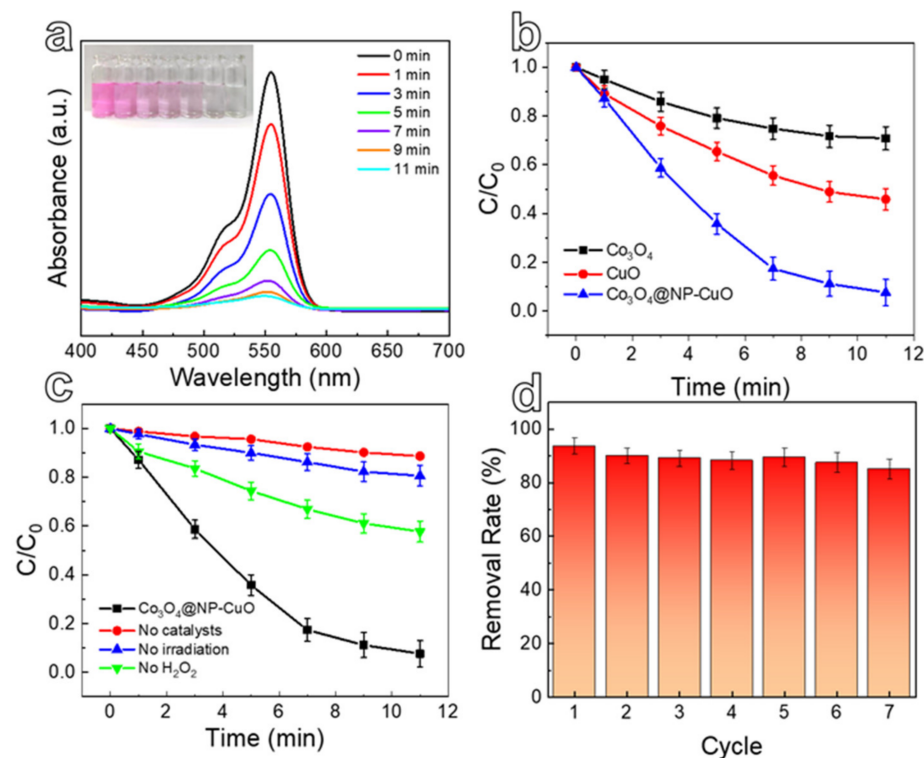 a
0 min
1 min
3 min
5 min
7 min
9 min
11 min
Absorbance (a.u.)
400 450 500 550 600 650 700
Wavelength (nm)
b
1.0
0.8
0.6
0.4
0.2
0.0
C/C₀
Co₃O₄
CuO
Co₃O₄@NP-CuO
0 2 4 6 8 10 12
Time (min)
c
1.0
0.8
0.6
0.4
0.2
0.0
C/C₀
Co₃O₄@NP-CuO
No catalysts
No irradiation
No H₂O₂
0 2 4 6 8 10 12
Time (min)
d
100
80
60
40
20
0
Removal Rate (%)
1 2 3 4 5 6 7
Cycle